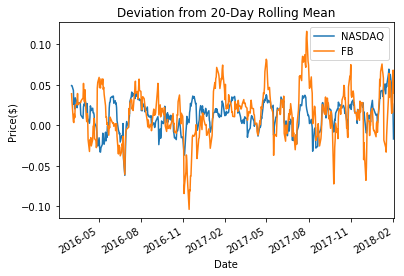 Deviation from 20-Day Rolling Mean
NASDAQ
FB
Price($)
0.10
0.05
0.00
−0.05
−0.10
2016-05
2016-08
2016-11
2017-02
2017-05
2017-08
2017-11
2018-02
Date